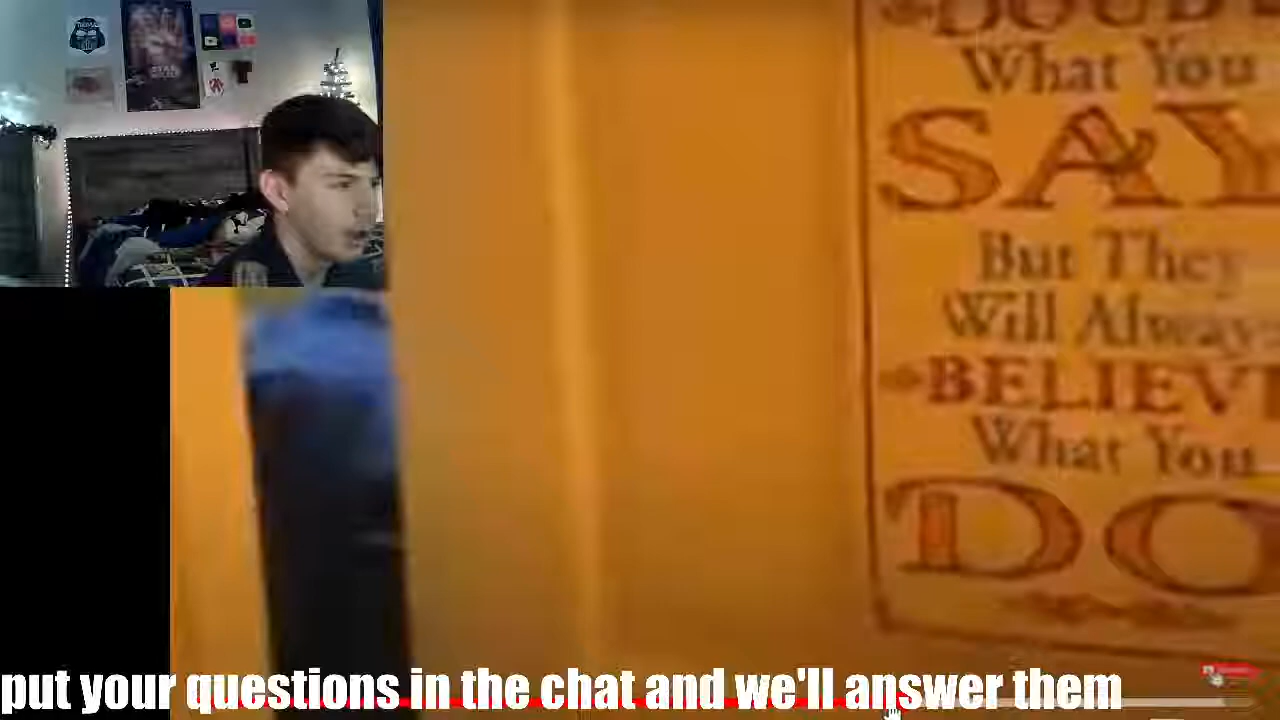 What You
SAY
But They
Will Always
BELIEVE
What You
DO
put your questions in the chat and we'll answer them